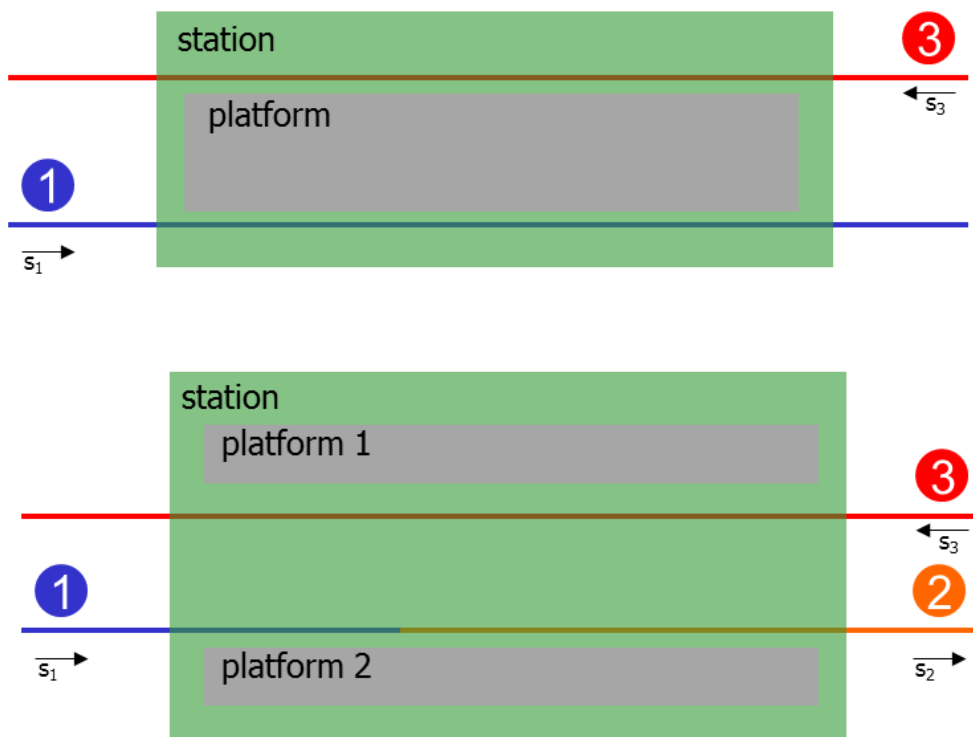 station
3
platform
s₃
1
s₁
station
platform 1
3
s₃
1
2
platform 2
s₁
s₂